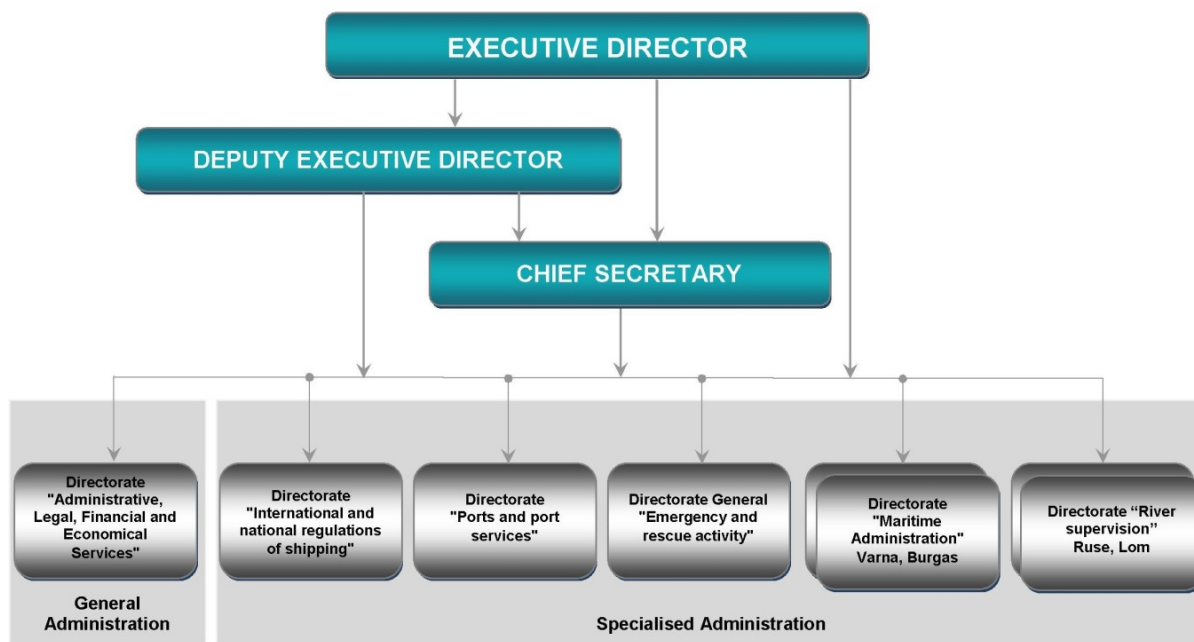 EXECUTIVE DIRECTOR
DEPUTY EXECUTIVE DIRECTOR
CHIEF SECRETARY
Directorate
"Administrative,
Legal, Financial and
Economical
Services"
Directorate
"International and
national regulations
of shipping"
Directorate
"Ports and port
services"
Directorate General
"Emergency and
rescue activity"
Directorate
"Maritime
Administration"
Varna, Burgas
Directorate “River
supervision”
Ruse, Lom
General
Administration
Specialised Administration